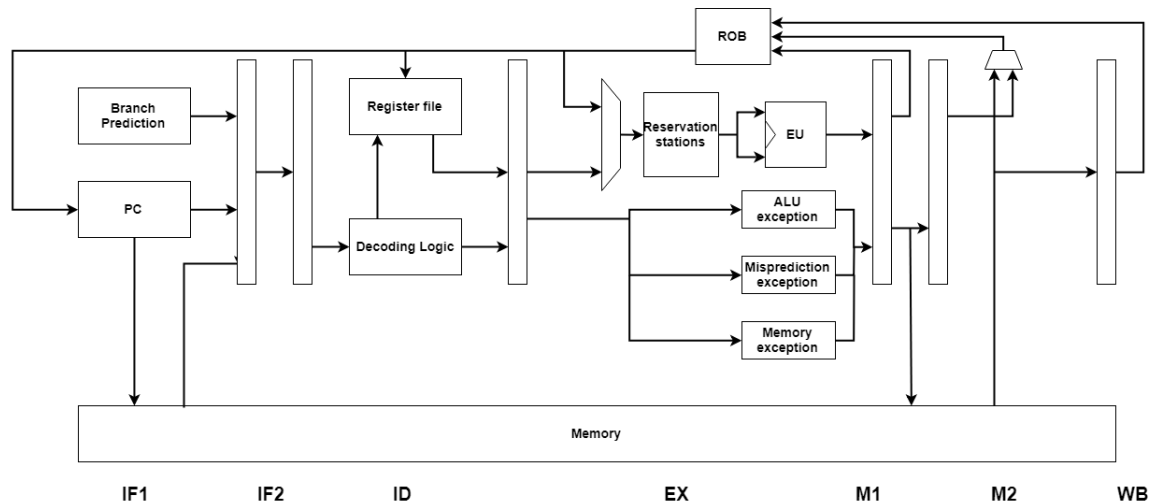 ROB
Branch
Prediction
Register file
Reservation
stations
EU
PC
ALU
exception
Decoding Logic
Misprediction
exception
Memory
exception
Memory
IF1
IF2
ID
EX
M1
M2
WB